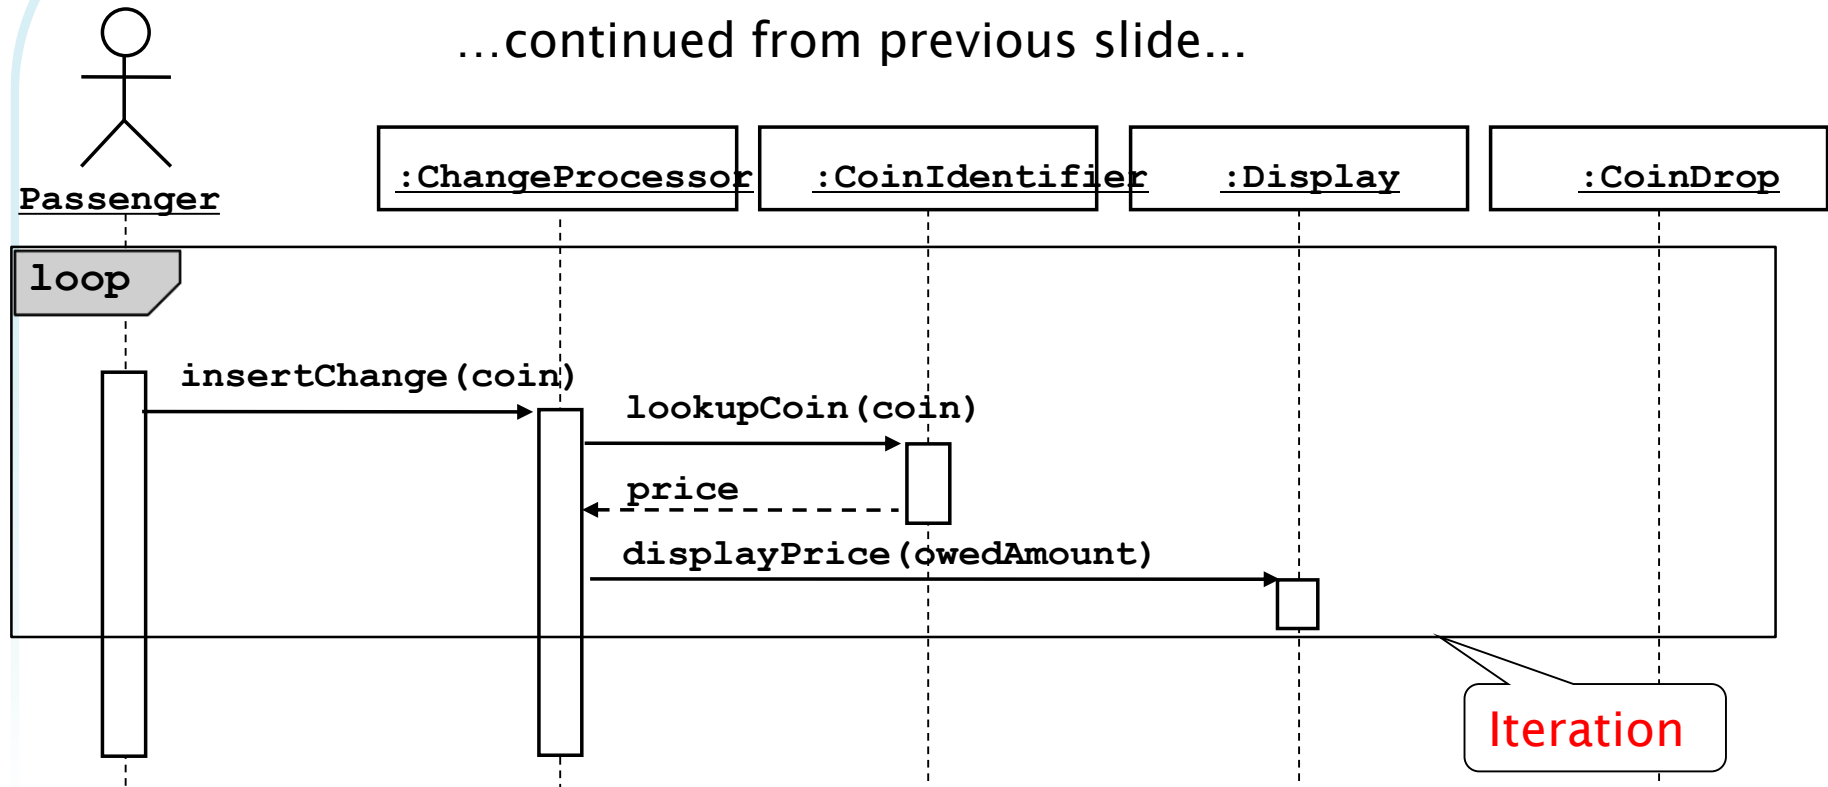 ...continued from previous slide...
Passenger
:ChangeProcessor
:CoinIdentifier
:Display
:CoinDrop
loop
insertChange(coin)
lookupCoin(coin)
price
displayPrice(owedAmount)
Iteration